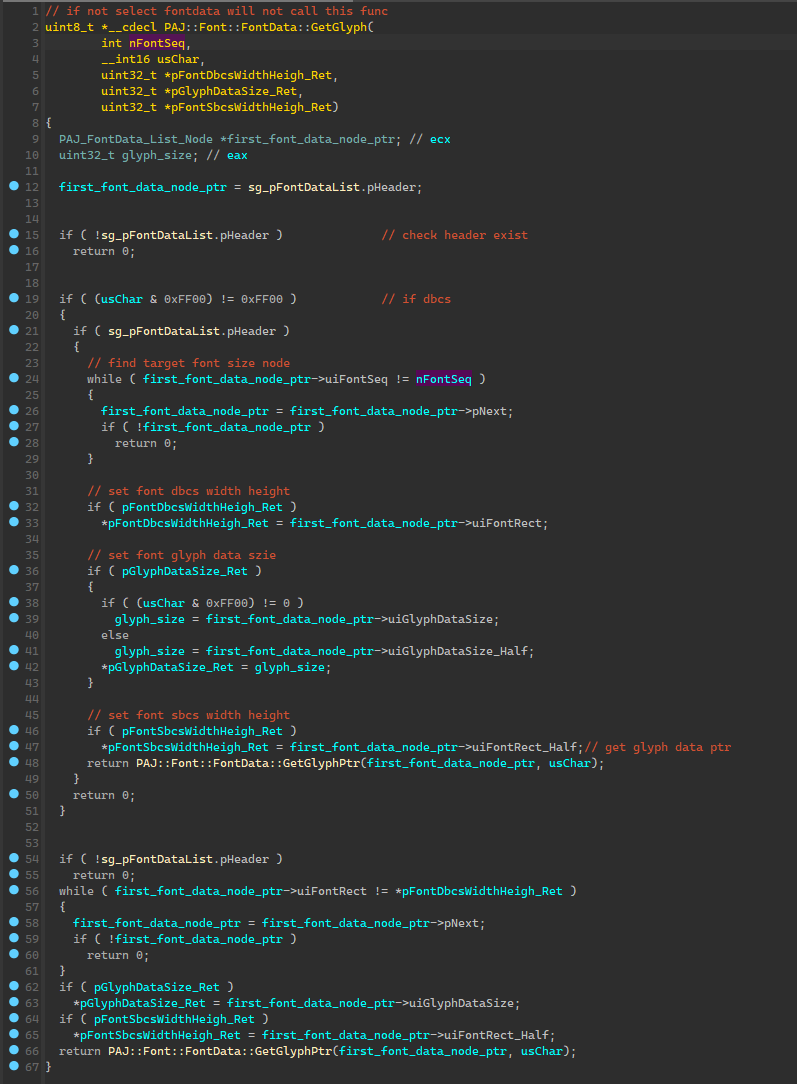 1 // if not select fontdata will not call this func
2 uint8_t *__cdecl PAJ::Font::FontData::GetGlyph(
3         int nFontSeq,
4         __int16 usChar,
5         uint32_t *pFontDbcsWidthHeigh_Ret,
6         uint32_t *pGlyphDataSize_Ret,
7         uint32_t *pFontSbcsWidthHeigh_Ret)
8 {
9   PAJ_FontData_List_Node *first_font_data_node_ptr; // ecx
10   uint32_t glyph_size; // eax
11
12   first_font_data_node_ptr = sg_pFontDataList.pHeader;
13
14
15   if ( !sg_pFontDataList.pHeader )              // check header exist
16     return 0;
17
18
19   if ( (usChar & 0xFF00) != 0xFF00 )            // if dbcs
20   {
21     if ( sg_pFontDataList.pHeader )
22     {
23       // find target font size node
24       while ( first_font_data_node_ptr->uiFontSeq != nFontSeq )
25       {
26         first_font_data_node_ptr = first_font_data_node_ptr->pNext;
27         if ( !first_font_data_node_ptr )
28           return 0;
29       }
30
31       // set font dbcs width height
32       if ( pFontDbcsWidthHeigh_Ret )
33         *pFontDbcsWidthHeigh_Ret = first_font_data_node_ptr->uiFontRect;
34
35       // set font glyph data szie
36       if ( pGlyphDataSize_Ret )
37       {
38         if ( (usChar & 0xFF00) != 0 )
39           glyph_size = first_font_data_node_ptr->uiGlyphDataSize;
40         else
41           glyph_size = first_font_data_node_ptr->uiGlyphDataSize_Half;
42         *pGlyphDataSize_Ret = glyph_size;
43       }
44
45       // set font sbcs width height
46       if ( pFontSbcsWidthHeigh_Ret )
47         *pFontSbcsWidthHeigh_Ret = first_font_data_node_ptr->uiFontRect_Half;// get glyph data ptr
48       return PAJ::Font::FontData::GetGlyphPtr(first_font_data_node_ptr, usChar);
49     }
50     return 0;
51   }
52
53
54   if ( !sg_pFontDataList.pHeader )
55     return 0;
56   while ( first_font_data_node_ptr->uiFontRect != *pFontDbcsWidthHeigh_Ret )
57   {
58     first_font_data_node_ptr = first_font_data_node_ptr->pNext;
59     if ( !first_font_data_node_ptr )
60       return 0;
61   }
62   if ( pGlyphDataSize_Ret )
63     *pGlyphDataSize_Ret = first_font_data_node_ptr->uiGlyphDataSize;
64   if ( pFontSbcsWidthHeigh_Ret )
65     *pFontSbcsWidthHeigh_Ret = first_font_data_node_ptr->uiFontRect_Half;
66   return PAJ::Font::FontData::GetGlyphPtr(first_font_data_node_ptr, usChar);
67 }